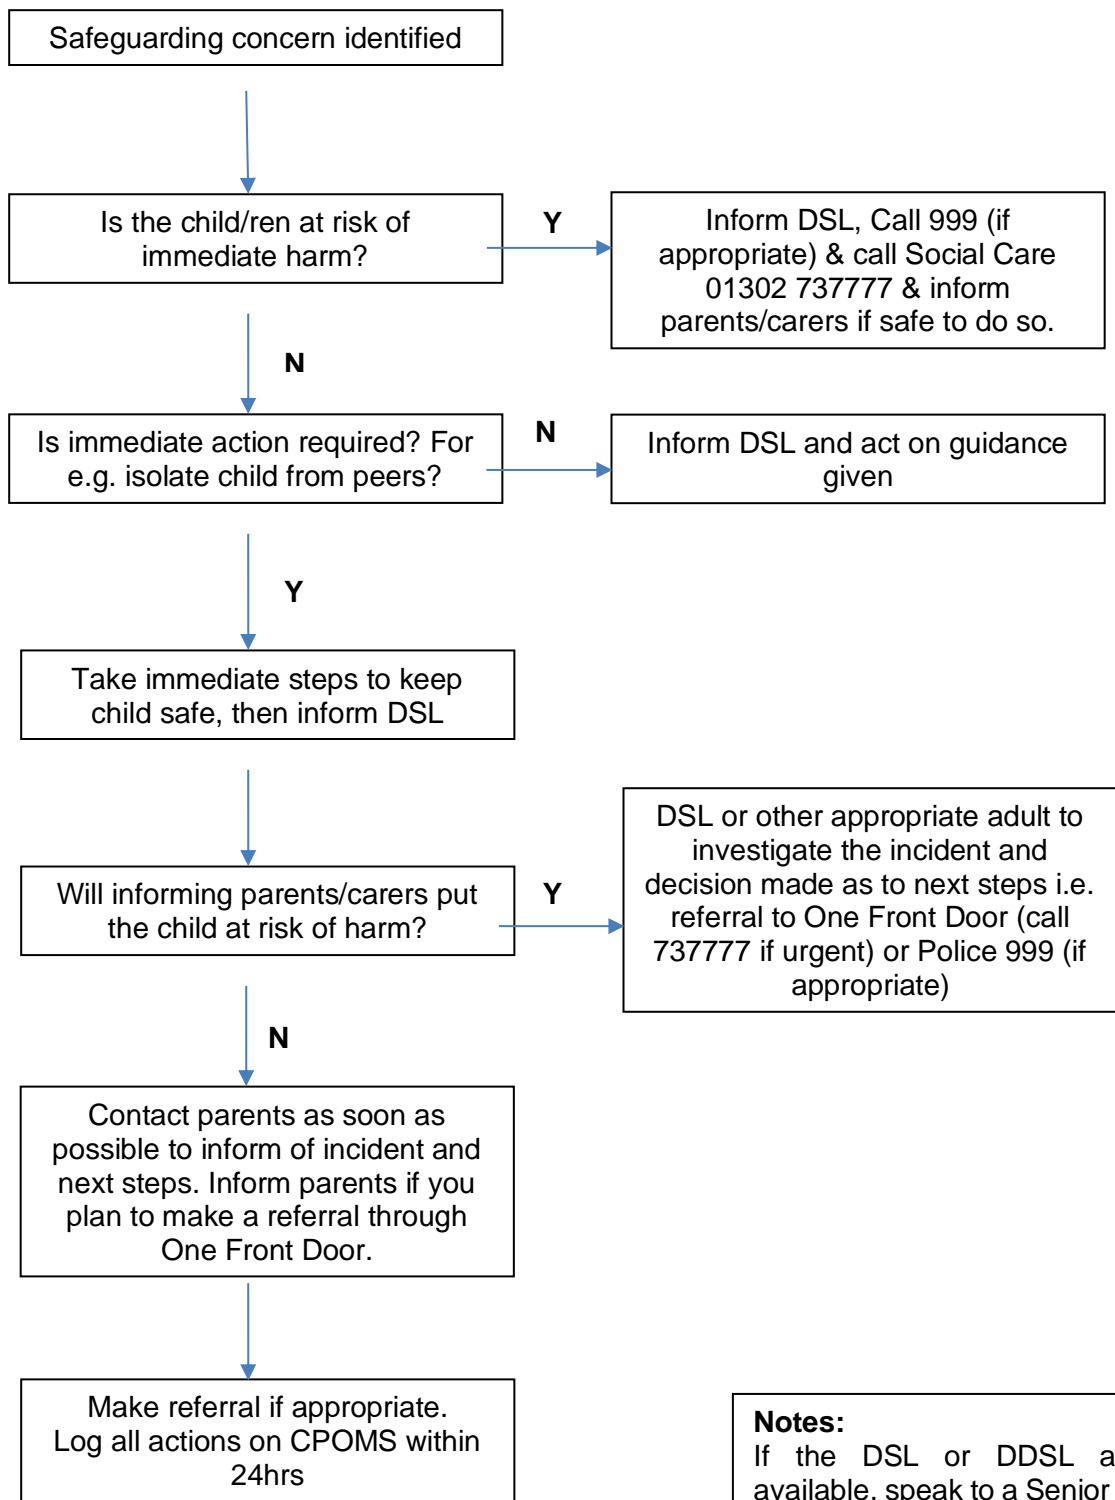 Safeguarding concern identified
Is the child/ren at risk of
immediate harm?
Y
Inform DSL, Call 999 (if
appropriate) & call Social Care
01302 737777 & inform
parents/carers if safe to do so.
N
Is immediate action required? For
e.g. isolate child from peers?
N
Inform DSL and act on guidance
given
Y
Take immediate steps to keep
child safe, then inform DSL
Will informing parents/carers put
the child at risk of harm?
Y
DSL or other appropriate adult to
investigate the incident and
decision made as to next steps i.e.
referral to One Front Door (call
737777 if urgent) or Police 999 (if
appropriate)
N
Contact parents as soon as
possible to inform of incident and
next steps. Inform parents if you
plan to make a referral through
One Front Door.
Make referral if appropriate.
Log all actions on CPOMS within
24hrs
Notes:
If the DSL or DDSL
available, speak to a Senior